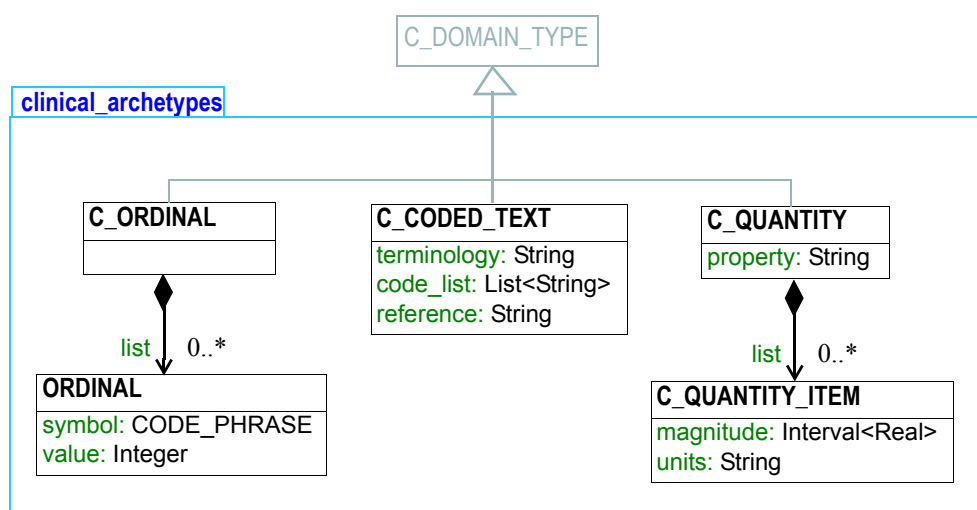 C_DOMAIN_TYPE
clinical_archetypes
C_ORDINAL
C_CODED_TEXT
terminology: String
code_list: List<String>
reference: String
C_QUANTITY
property: String
list 0..*
list 0..*
ORDINAL
symbol: CODE_PHRASE
value: Integer
C_QUANTITY_ITEM
magnitude: Interval<Real>
units: String